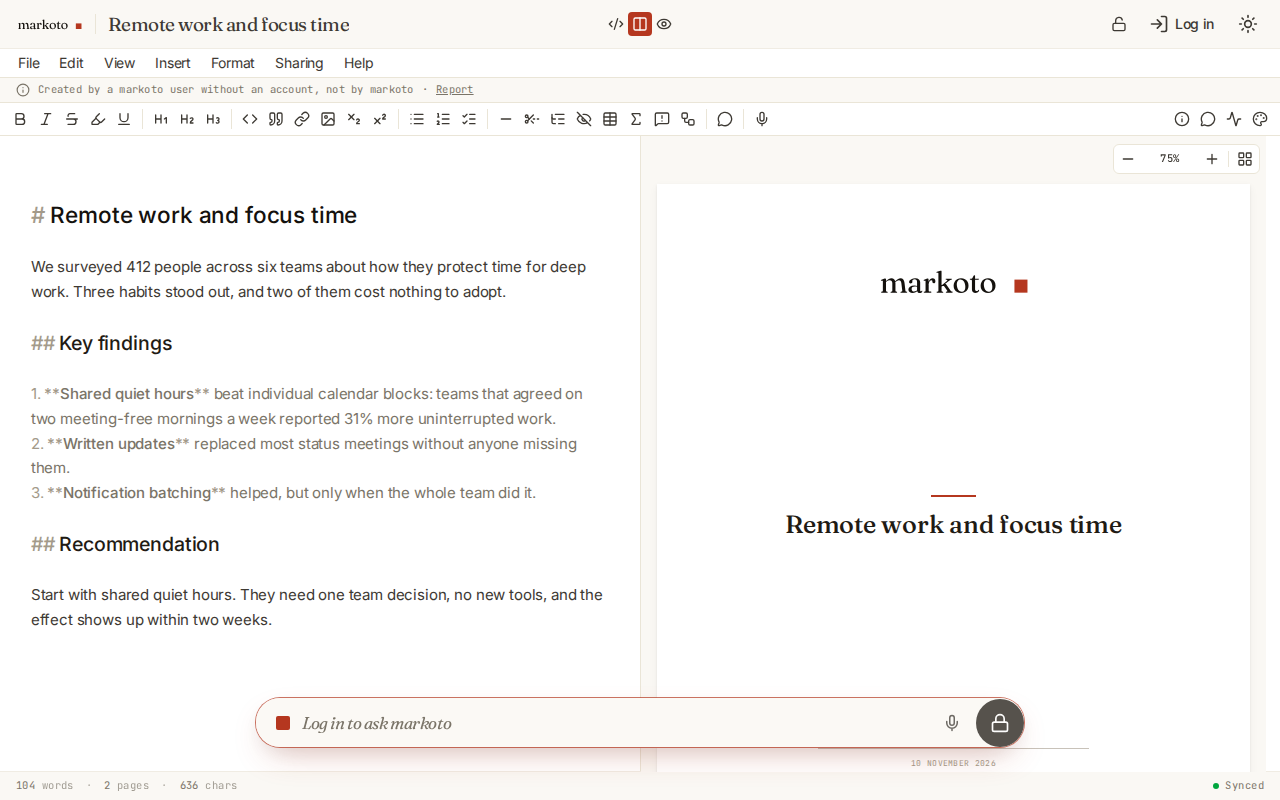 markoto
Remote work and focus time
Log in
File Edit View Insert Format Sharing Help
Created by a markoto user without an account, not by markoto · Report
B I S U H1 H2 H3 X2 X2 Σ
75%
# Remote work and focus time
We surveyed 412 people across six teams about how they protect time for deep
work. Three habits stood out, and two of them cost nothing to adopt.
## Key findings
1. **Shared quiet hours** beat individual calendar blocks: teams that agreed on
two meeting-free mornings a week reported 31% more uninterrupted work.
2. **Written updates** replaced most status meetings without anyone missing
them.
3. **Notification batching** helped, but only when the whole team did it.
## Recommendation
Start with shared quiet hours. They need one team decision, no new tools, and the
effect shows up within two weeks.
markoto
Remote work and focus time
10 NOVEMBER 2026
Log in to ask markoto
104 words · 2 pages · 636 chars
Synced